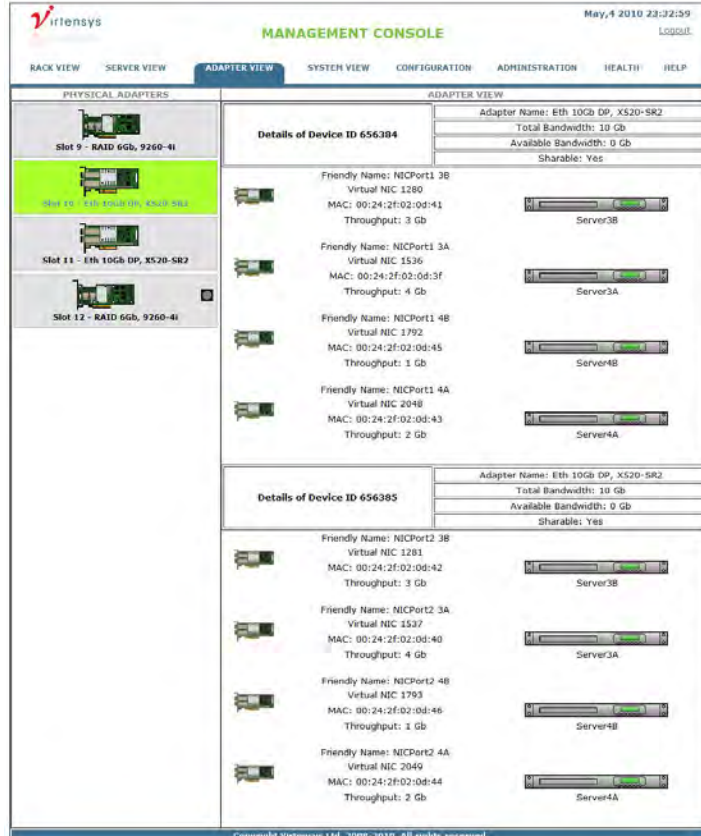 Virtensys
May,4 2010 23:32:59
MANAGEMENT CONSOLE
Logout
RACK VIEW SERVER VIEW ADAPTER VIEW SYSTEM VIEW CONFIGURATION ADMINISTRATION HEALTH HELP
PHYSICAL ADAPTERS
ADAPTER VIEW
Slot 9 - RAID 6Gb, 9260-4i
Slot 10 - Eth 10Gb DP, X520-SR2
Slot 11 - Eth 10Gb DP, X520-SR2
Slot 12 - RAID 6Gb, 9260-4i
Details of Device ID 656384
Adapter Name: Eth 10Gb DP, X520-SR2
Total Bandwidth: 10 Gb
Available Bandwidth: 0 Gb
Sharable: Yes
Friendly Name: NICPort1 3B
Virtual NIC 1280
MAC: 00:24:2f:02:0d:41
Throughput: 3 Gb
Server3B
Friendly Name: NICPort1 3A
Virtual NIC 1536
MAC: 00:24:2f:02:0d:3f
Throughput: 4 Gb
Server3A
Friendly Name: NICPort1 4B
Virtual NIC 1792
MAC: 00:24:2f:02:0d:45
Throughput: 1 Gb
Server4B
Friendly Name: NICPort1 4A
Virtual NIC 2048
MAC: 00:24:2f:02:0d:43
Throughput: 2 Gb
Server4A
Details of Device ID 656385
Adapter Name: Eth 10Gb DP, X520-SR2
Total Bandwidth: 10 Gb
Available Bandwidth: 0 Gb
Sharable: Yes
Friendly Name: NICPort2 3B
Virtual NIC 1281
MAC: 00:24:2f:02:0d:42
Throughput: 3 Gb
Server3B
Friendly Name: NICPort2 3A
Virtual NIC 1537
MAC: 00:24:2f:02:0d:40
Throughput: 4 Gb
Server3A
Friendly Name: NICPort2 4B
Virtual NIC 1793
MAC: 00:24:2f:02:0d:46
Throughput: 1 Gb
Server4B
Friendly Name: NICPort2 4A
Virtual NIC 2049
MAC: 00:24:2f:02:0d:44
Throughput: 2 Gb
Server4A
Copyright Virtensys Ltd. 2008-2010. All rights reserved